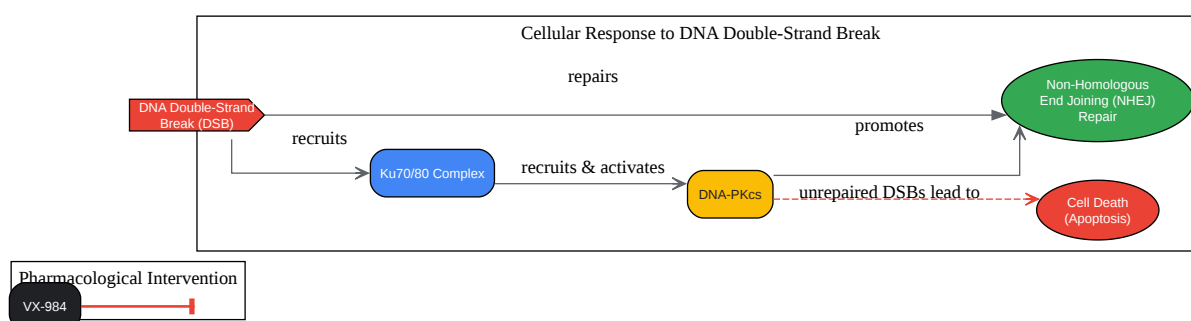 Cellular Response to DNA Double-Strand Break
repairs
Non-Homologous
End Joining (NHEJ)
Repair
DNA Double-Strand
Break (DSB)
promotes
recruits
Ku70/80 Complex
recruits & activates
DNA-PKcs
unrepaired DSBs lead to
Cell Death
(Apoptosis)
Pharmacological Intervention
VX-984